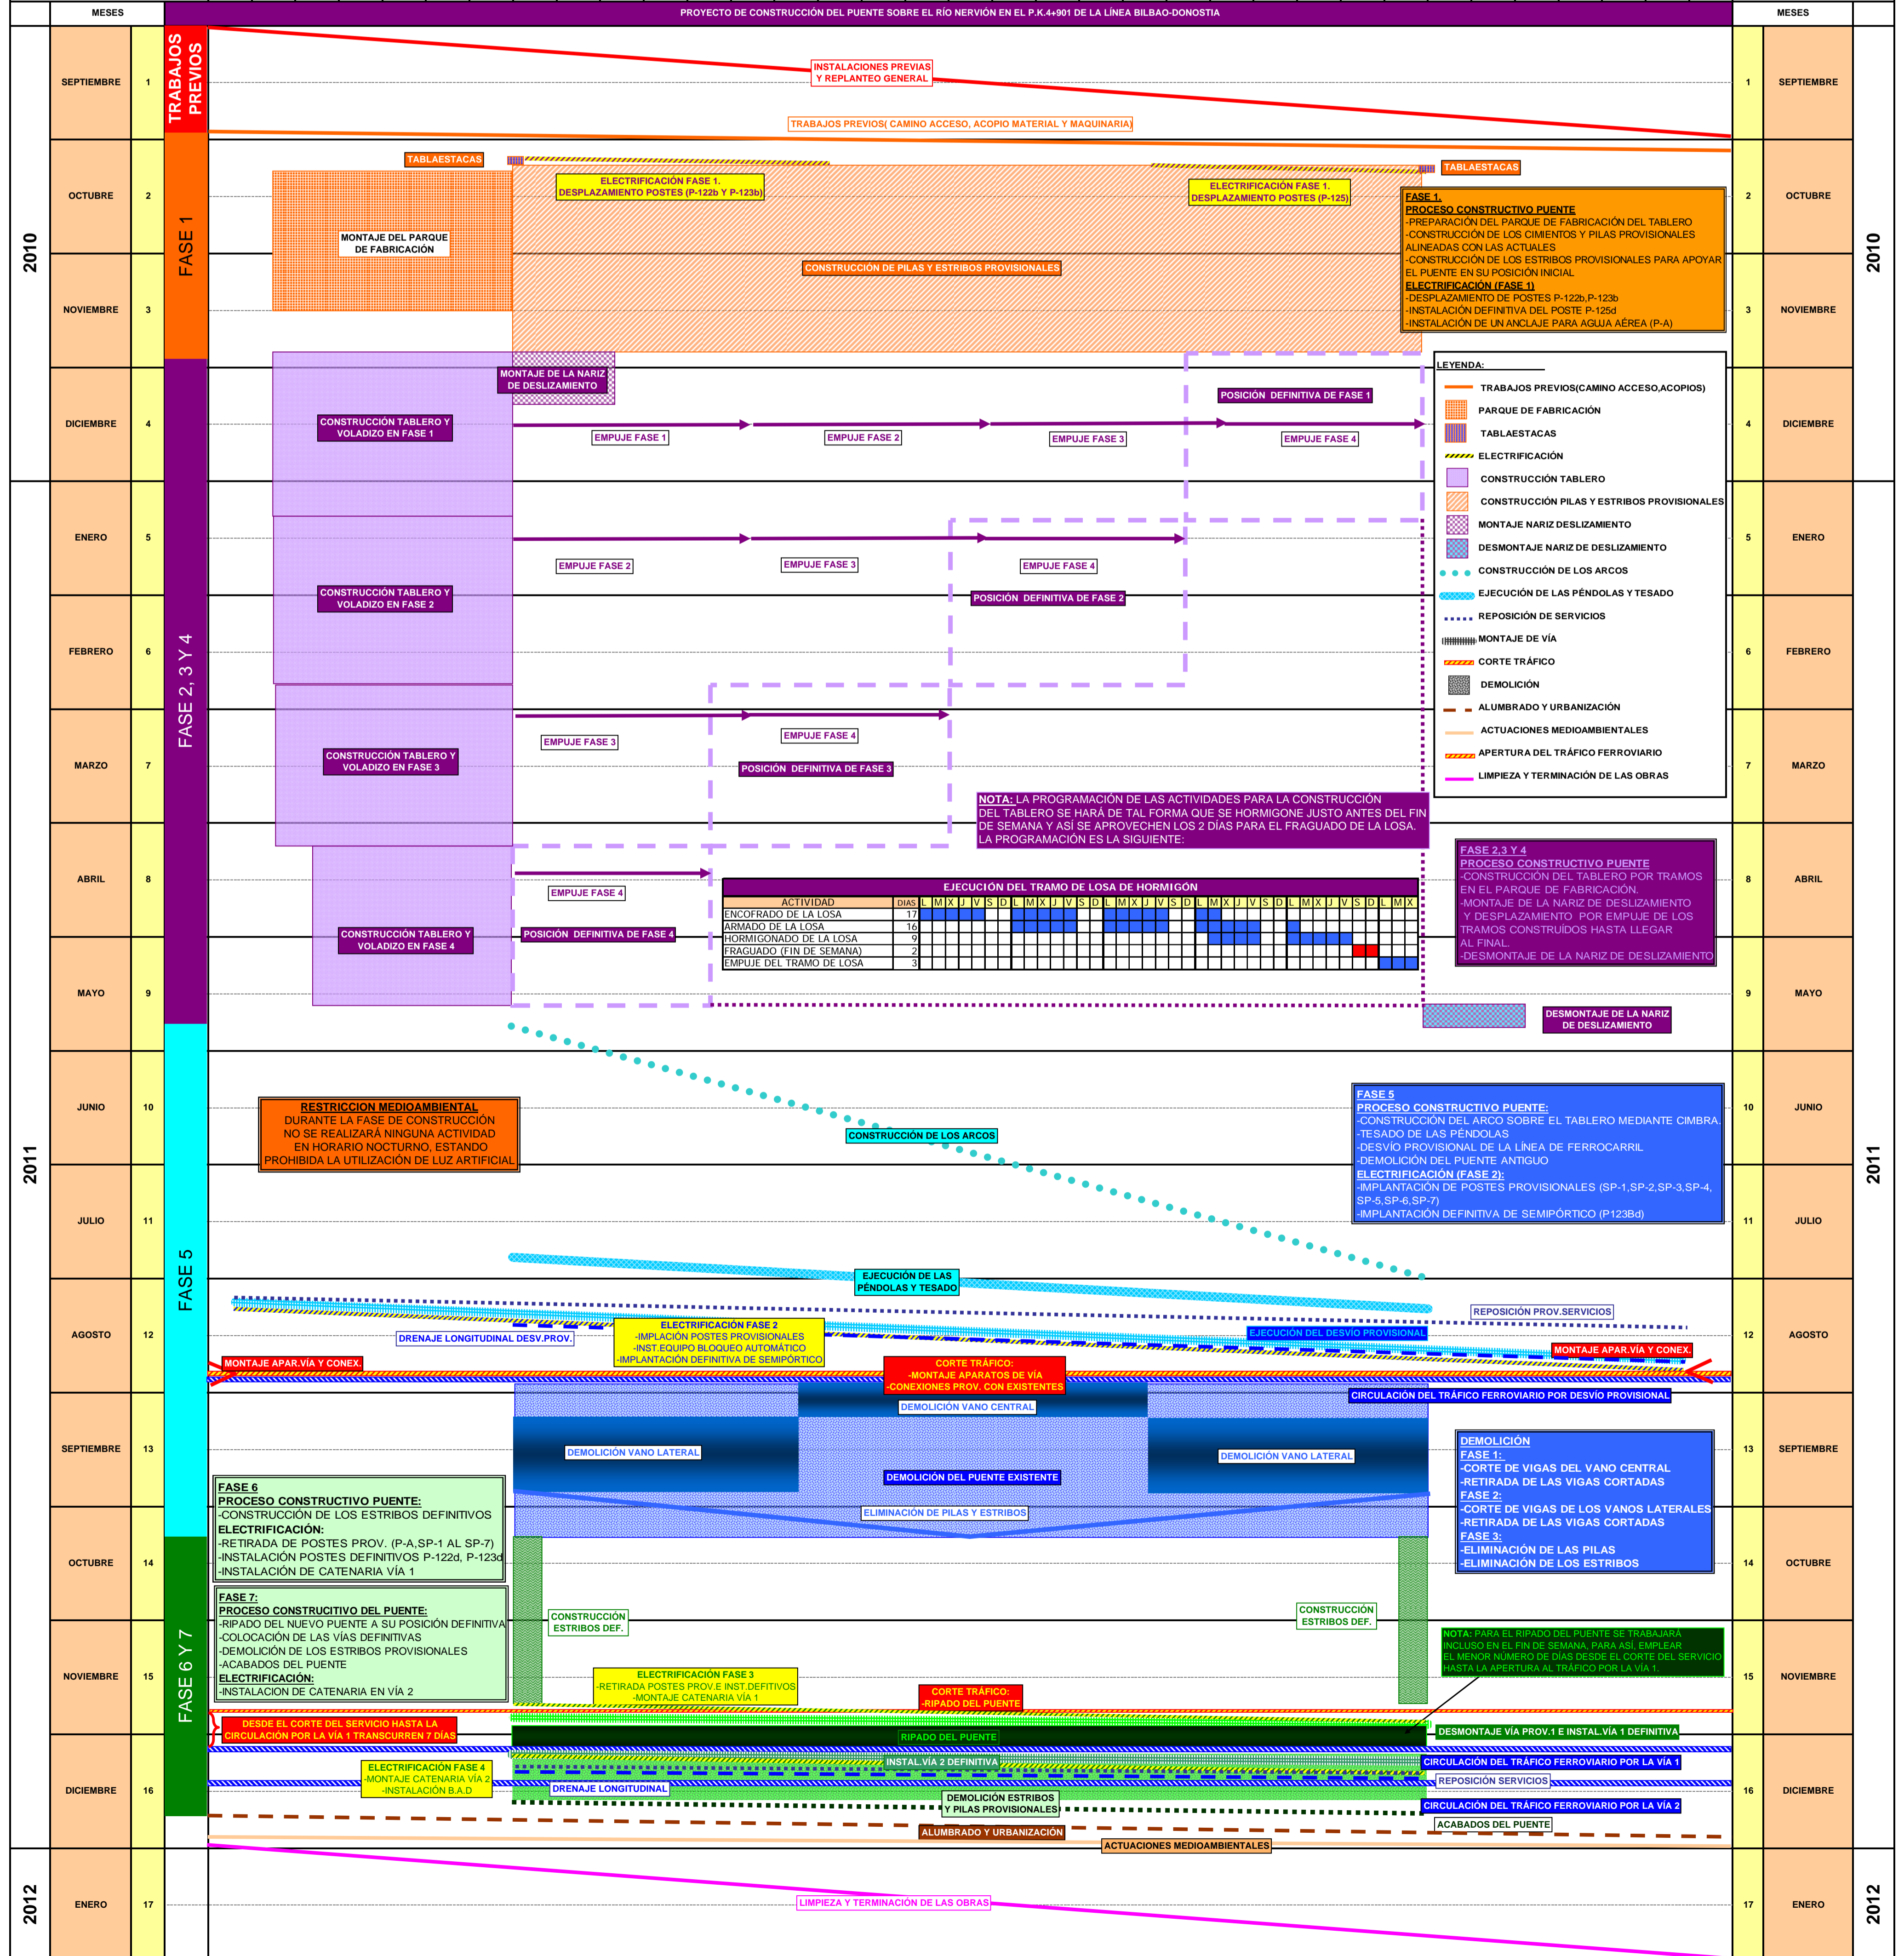 MESES
PROYECTO DE CONSTRUCCIÓN DEL PUENTE SOBRE EL RÍO NERVIÓN EN EL P.K.4+901 DE LA LÍNEA BILBAO-DONOSTIA
MESES
2010
2011
2012
SEPTIEMBRE 1
OCTUBRE 2
NOVIEMBRE 3
DICIEMBRE 4
ENERO 5
FEBRERO 6
MARZO 7
ABRIL 8
MAYO 9
JUNIO 10
JULIO 11
AGOSTO 12
SEPTIEMBRE 13
OCTUBRE 14
NOVIEMBRE 15
DICIEMBRE 16
ENERO 17
TRABAJOS
PREVIOS
FASE 1
FASE 2, 3 Y 4
FASE 5
FASE 6 Y 7
INSTALACIONES PREVIAS
Y REPLANTEO GENERAL
TRABAJOS PREVIOS( CAMINO ACCESO, ACOPIO MATERIAL Y MAQUINARIA)
TABLAESTACAS
TABLAESTACAS
ELECTRIFICACIÓN FASE 1.
DESPLAZAMIENTO POSTES (P-122b Y P-123b)
ELECTRIFICACIÓN FASE 1.
DESPLAZAMIENTO POSTES (P-125)
MONTAJE DEL PARQUE
DE FABRICACIÓN
CONSTRUCCIÓN DE PILAS Y ESTRIBOS PROVISIONALES
FASE 1.
PROCESO CONSTRUCTIVO PUENTE
-PREPARACIÓN DEL PARQUE DE FABRICACIÓN DEL TABLERO
-CONSTRUCCIÓN DE LOS CIMIENTOS Y PILAS PROVISIONALES
ALINEADAS CON LAS ACTUALES
-CONSTRUCCIÓN DE LOS ESTRIBOS PROVISIONALES PARA APOYAR
EL PUENTE EN SU POSICIÓN INICIAL
ELECTRIFICACIÓN (FASE 1)
-DESPLAZAMIENTO DE POSTES P-122b,P-123b
-INSTALACIÓN DEFINITIVA DEL POSTE P-125d
-INSTALACIÓN DE UN ANCLAJE PARA AGUJA AÉREA (P-A)
MONTAJE DE LA NARIZ
DE DESLIZAMIENTO
CONSTRUCCIÓN TABLERO Y
VOLADIZO EN FASE 1
EMPUJE FASE 1
EMPUJE FASE 2
EMPUJE FASE 3
EMPUJE FASE 4
POSICIÓN DEFINITIVA DE FASE 1
LEYENDA:
TRABAJOS PREVIOS(CAMINO ACCESO,ACOPIOS)
PARQUE DE FABRICACIÓN
TABLAESTACAS
ELECTRIFICACIÓN
CONSTRUCCIÓN TABLERO
CONSTRUCCIÓN PILAS Y ESTRIBOS PROVISIONALES
MONTAJE NARIZ DESLIZAMIENTO
DESMONTAJE NARIZ DE DESLIZAMIENTO
CONSTRUCCIÓN DE LOS ARCOS
EJECUCIÓN DE LAS PÉNDOLAS Y TESADO
REPOSICIÓN DE SERVICIOS
MONTAJE DE VÍA
CORTE TRÁFICO
DEMOLICIÓN
ALUMBRADO Y URBANIZACIÓN
ACTUACIONES MEDIOAMBIENTALES
APERTURA DEL TRÁFICO FERROVIARIO
LIMPIEZA Y TERMINACIÓN DE LAS OBRAS
CONSTRUCCIÓN TABLERO Y
VOLADIZO EN FASE 2
EMPUJE FASE 2
EMPUJE FASE 3
EMPUJE FASE 4
POSICIÓN DEFINITIVA DE FASE 2
CONSTRUCCIÓN TABLERO Y
VOLADIZO EN FASE 3
EMPUJE FASE 3
EMPUJE FASE 4
POSICIÓN DEFINITIVA DE FASE 3
NOTA: LA PROGRAMACIÓN DE LAS ACTIVIDADES PARA LA CONSTRUCCIÓN
DEL TABLERO SE HARÁ DE TAL FORMA QUE SE HORMIGONE JUSTO ANTES DEL FIN
DE SEMANA Y ASÍ SE APROVECHEN LOS 2 DÍAS PARA EL FRAGUADO DE LA LOSA.
LA PROGRAMACIÓN ES LA SIGUIENTE:
CONSTRUCCIÓN TABLERO Y
VOLADIZO EN FASE 4
EMPUJE FASE 4
POSICIÓN DEFINITIVA DE FASE 4
EJECUCIÓN DEL TRAMO DE LOSA DE HORMIGÓN
ACTIVIDAD DIAS L M X J V S D L M X J V S D L M X J V S D L M X J V S D L M X J V S D L M X
ENCOFRADO DE LA LOSA 17
ARMADO DE LA LOSA 16
HORMIGONADO DE LA LOSA 9
FRAGUADO (FIN DE SEMANA) 2
EMPUJE DEL TRAMO DE LOSA 3
FASE 2,3 Y 4
PROCESO CONSTRUCTIVO PUENTE
-CONSTRUCCIÓN DEL TABLERO POR TRAMOS
EN EL PARQUE DE FABRICACIÓN.
-MONTAJE DE LA NARIZ DE DESLIZAMIENTO
Y DESPLAZAMIENTO POR EMPUJE DE LOS
TRAMOS CONSTRUÍDOS HASTA LLEGAR
AL FINAL.
-DESMONTAJE DE LA NARIZ DE DESLIZAMIENTO
DESMONTAJE DE LA NARIZ
DE DESLIZAMIENTO
RESTRICCION MEDIOAMBIENTAL
DURANTE LA FASE DE CONSTRUCCIÓN
NO SE REALIZARÁ NINGUNA ACTIVIDAD
EN HORARIO NOCTURNO, ESTANDO
PROHIBIDA LA UTILIZACIÓN DE LUZ ARTIFICIAL
CONSTRUCCIÓN DE LOS ARCOS
FASE 5
PROCESO CONSTRUCTIVO PUENTE:
-CONSTRUCCIÓN DEL ARCO SOBRE EL TABLERO MEDIANTE CIMBRA.
-TESADO DE LAS PÉNDOLAS
-DESVÍO PROVISIONAL DE LA LÍNEA DE FERROCARRIL
-DEMOLICIÓN DEL PUENTE ANTIGUO
ELECTRIFICACIÓN (FASE 2):
-IMPLANTACIÓN DE POSTES PROVISIONALES (SP-1,SP-2,SP-3,SP-4,
SP-5,SP-6,SP-7)
-IMPLANTACIÓN DEFINITIVA DE SEMIPÓRTICO (P123Bd)
EJECUCIÓN DE LAS
PÉNDOLAS Y TESADO
REPOSICIÓN PROV.SERVICIOS
DRENAJE LONGITUDINAL DESV.PROV.
ELECTRIFICACIÓN FASE 2
-IMPLACIÓN POSTES PROVISIONALES
-INST.EQUIPO BLOQUEO AUTOMÁTICO
-IMPLANTACIÓN DEFINITIVA DE SEMIPÓRTICO
EJECUCIÓN DEL DESVÍO PROVISIONAL
MONTAJE APAR.VÍA Y CONEX.
MONTAJE APAR.VÍA Y CONEX.
CORTE TRÁFICO:
-MONTAJE APARATOS DE VÍA
-CONEXIONES PROV. CON EXISTENTES
CIRCULACIÓN DEL TRÁFICO FERROVIARIO POR DESVÍO PROVISIONAL
DEMOLICIÓN VANO CENTRAL
DEMOLICIÓN VANO LATERAL
DEMOLICIÓN VANO LATERAL
DEMOLICIÓN DEL PUENTE EXISTENTE
ELIMINACIÓN DE PILAS Y ESTRIBOS
DEMOLICIÓN
FASE 1:
-CORTE DE VIGAS DEL VANO CENTRAL
-RETIRADA DE LAS VIGAS CORTADAS
FASE 2:
-CORTE DE VIGAS DE LOS VANOS LATERALES
-RETIRADA DE LAS VIGAS CORTADAS
FASE 3:
-ELIMINACIÓN DE LAS PILAS
-ELIMINACIÓN DE LOS ESTRIBOS
FASE 6
PROCESO CONSTRUCTIVO PUENTE:
-CONSTRUCCIÓN DE LOS ESTRIBOS DEFINITIVOS
ELECTRIFICACIÓN:
-RETIRADA DE POSTES PROV. (P-A,SP-1 AL SP-7)
-INSTALACIÓN POSTES DEFINITIVOS P-122d, P-123d
-INSTALACIÓN DE CATENARIA VÍA 1
FASE 7:
PROCESO CONSTRUCITIVO DEL PUENTE:
-RIPADO DEL NUEVO PUENTE A SU POSICIÓN DEFINITIVA
-COLOCACIÓN DE LAS VÍAS DEFINITIVAS
-DEMOLICIÓN DE LOS ESTRIBOS PROVISIONALES
-ACABADOS DEL PUENTE
ELECTRIFICACIÓN:
-INSTALACION DE CATENARIA EN VÍA 2
CONSTRUCCIÓN
ESTRIBOS DEF.
CONSTRUCCIÓN
ESTRIBOS DEF.
NOTA: PARA EL RIPADO DEL PUENTE SE TRABAJARÁ
INCLUSO EN EL FIN DE SEMANA, PARA ASÍ, EMPLEAR
EL MENOR NÚMERO DE DÍAS DESDE EL CORTE DEL SERVICIO
HASTA LA APERTURA AL TRÁFICO POR LA VÍA 1.
ELECTRIFICACIÓN FASE 3
-RETIRADA POSTES PROV.E INST.DEFITIVOS
-MONTAJE CATENARIA VÍA 1
CORTE TRÁFICO:
-RIPADO DEL PUENTE
DESDE EL CORTE DEL SERVICIO HASTA LA
CIRCULACIÓN POR LA VÍA 1 TRANSCURREN 7 DÍAS
RIPADO DEL PUENTE
DESMONTAJE VÍA PROV.1 E INSTAL.VÍA 1 DEFINITIVA
INSTAL.VÍA 2 DEFINITIVA
CIRCULACIÓN DEL TRÁFICO FERROVIARIO POR LA VÍA 1
ELECTRIFICACIÓN FASE 4
-MONTAJE CATENARIA VÍA 2
-INSTALACIÓN B.A.D
DRENAJE LONGITUDINAL
REPOSICIÓN SERVICIOS
DEMOLICIÓN ESTRIBOS
Y PILAS PROVISIONALES
CIRCULACIÓN DEL TRÁFICO FERROVIARIO POR LA VÍA 2
ACABADOS DEL PUENTE
ALUMBRADO Y URBANIZACIÓN
ACTUACIONES MEDIOAMBIENTALES
LIMPIEZA Y TERMINACIÓN DE LAS OBRAS
1 SEPTIEMBRE
2 OCTUBRE
3 NOVIEMBRE
4 DICIEMBRE
5 ENERO
6 FEBRERO
7 MARZO
8 ABRIL
9 MAYO
10 JUNIO
11 JULIO
12 AGOSTO
13 SEPTIEMBRE
14 OCTUBRE
15 NOVIEMBRE
16 DICIEMBRE
17 ENERO
2010
2011
2012